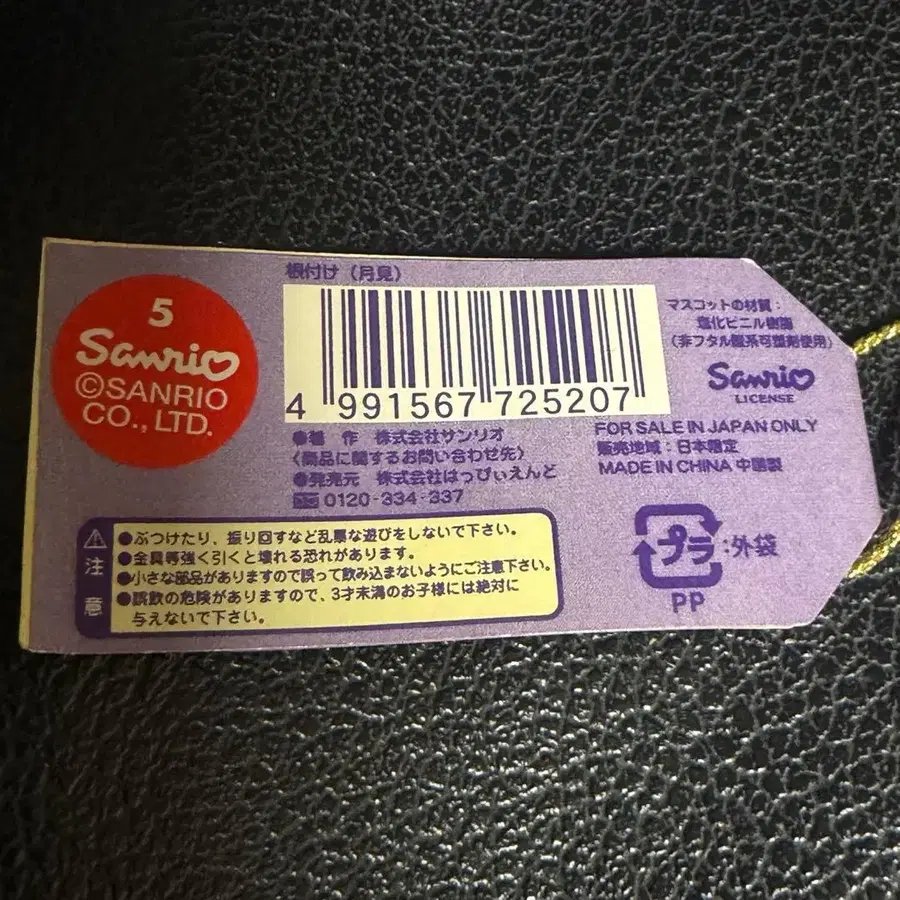 5
Sanrio
©SANRIO
CO., LTD.
根付け（月見）
4 991567 725207
●著 作 株式会社サンリオ
〈商品に関するお問い合わせ先〉
●発売元 株式会社はっぴぃえんど
0120-334-337
マスコットの材質：
塩化ビニル樹脂
（非フタル酸系可塑剤使用）
Sanrio
LICENSE
FOR SALE IN JAPAN ONLY
販売地域：日本限定
MADE IN CHINA 中国製
注意
●ぶつけたり、振り回すなど乱暴な遊びをしないで下さい。
●金具等強く引くと壊れる恐れがあります。
●小さな部品がありますので誤って飲み込まないようにご注意下さい。
●誤飲の危険がありますので、3才未満のお子様には絶対に
与えないで下さい。
プラ：外袋
PP